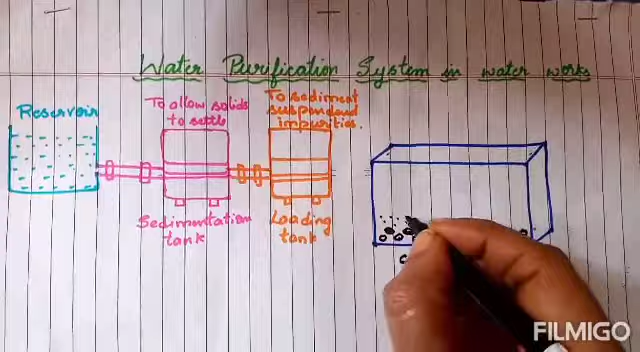 Water Purification System in water works
Reservoir
To allow solids
to settle
To sediment
suspended
impurities.
Sedimentation
tank
Loading
tank
FILMIGO